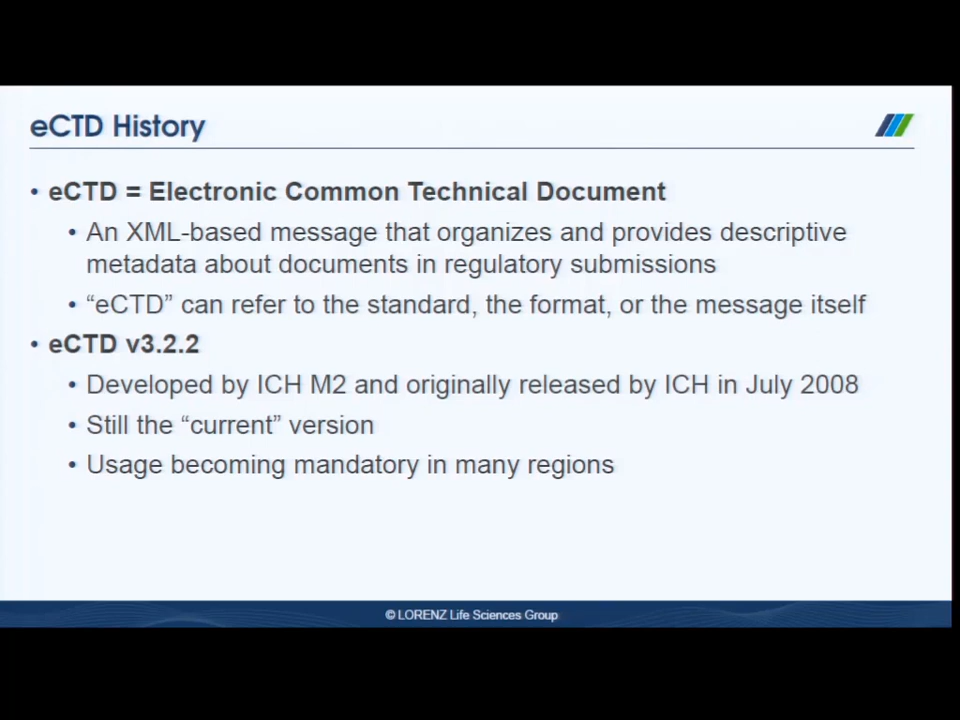 eCTD History
• eCTD = Electronic Common Technical Document
• An XML-based message that organizes and provides descriptive
metadata about documents in regulatory submissions
• “eCTD” can refer to the standard, the format, or the message itself
• eCTD v3.2.2
• Developed by ICH M2 and originally released by ICH in July 2008
• Still the “current” version
• Usage becoming mandatory in many regions
© LORENZ Life Sciences Group